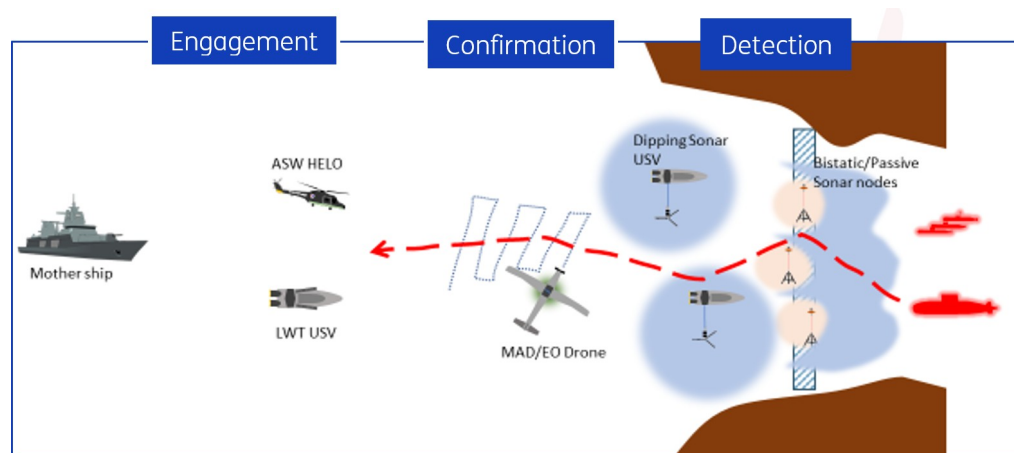 Engagement
Confirmation
Detection
Dipping Sonar
USV
Bistatic/Passive
Sonar nodes
ASW HELO
Mother ship
LWT USV
MAD/EO Drone